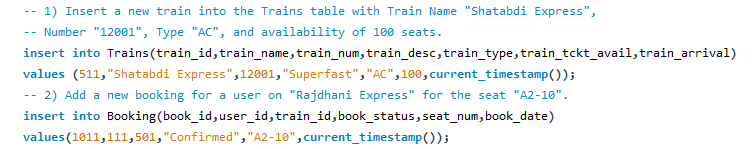 -- 1) Insert a new train into the Trains table with Train Name "Shatabdi Express",
-- Number "12001", Type "AC", and availability of 100 seats.
insert into Trains(train_id,train_name,train_num,train_desc,train_type,train_tckt_avail,train_arrival)
values (511,"Shatabdi Express",12001,"Superfast","AC",100,current_timestamp());
-- 2) Add a new booking for a user on "Rajdhani Express" for the seat "A2-10".
insert into Booking(book_id,user_id,train_id,book_status,seat_num,book_date)
values(1011,111,501,"Confirmed","A2-10",current_timestamp());